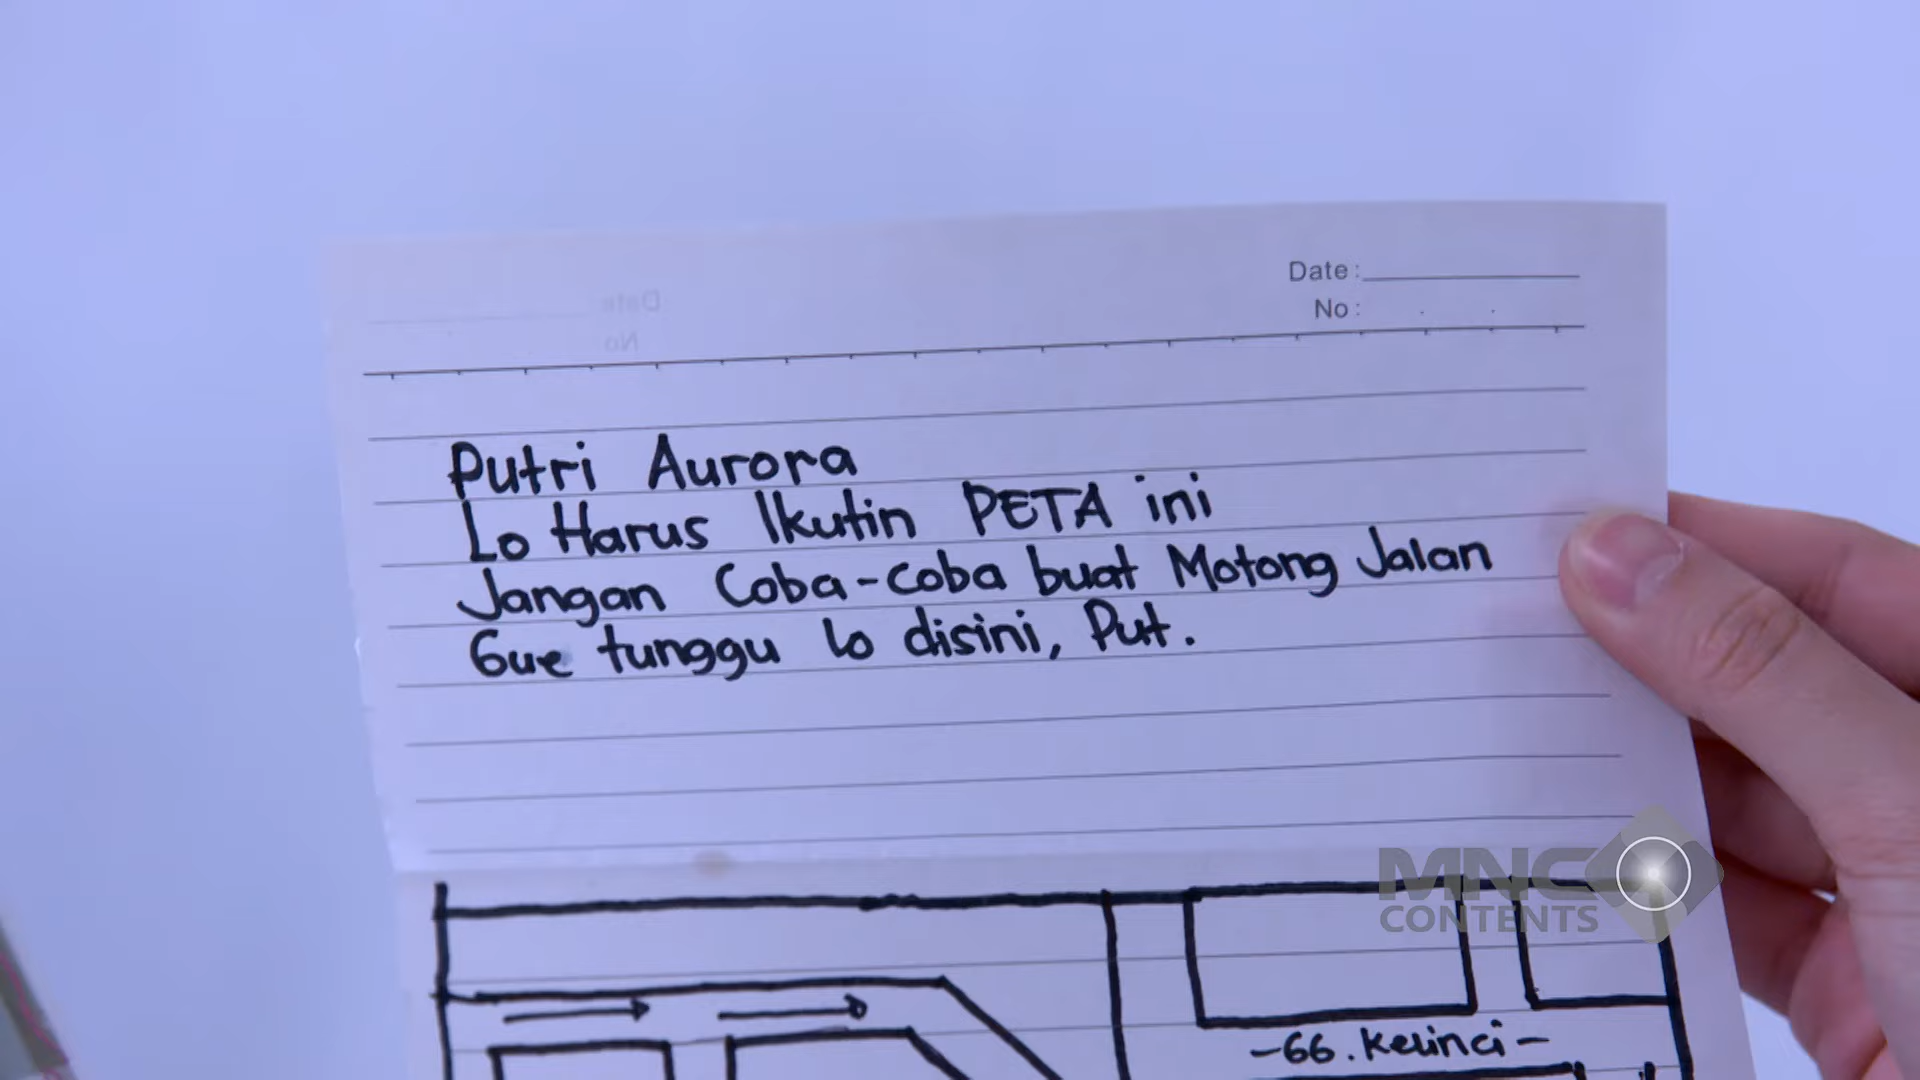 Date:
No:
Putri Aurora
Lo Harus Ikutin PETA ini
Jangan Coba-coba buat Motong Jalan
Gue tunggu lo disini, Put.
MNC
CONTENTS
-66. Kelinci-